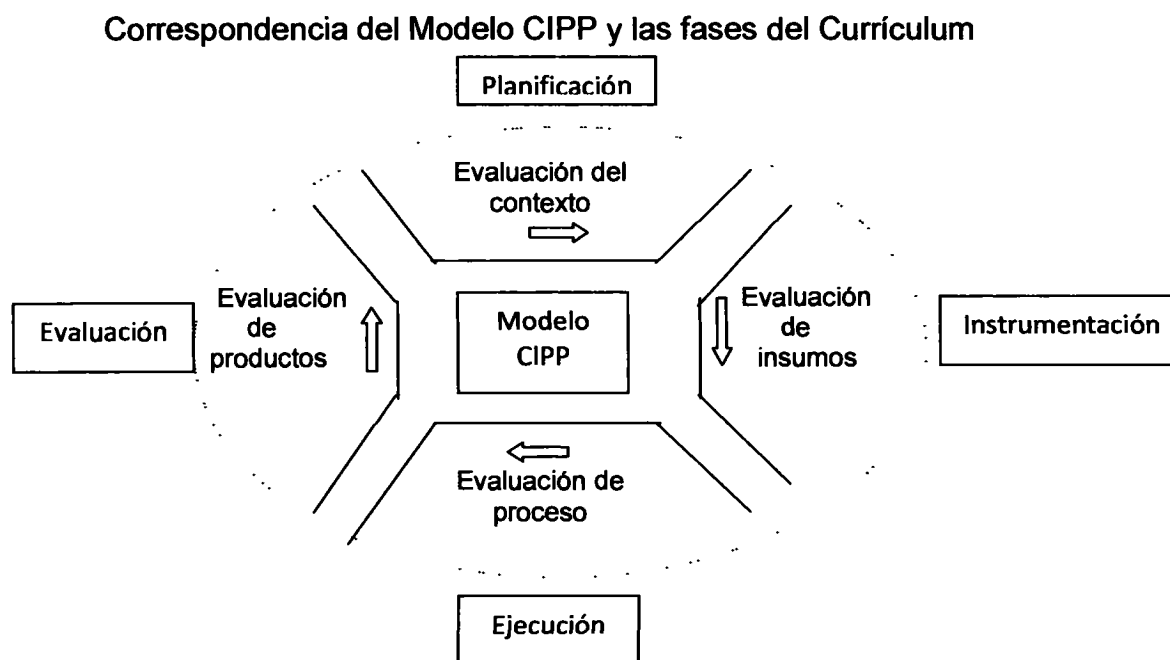 Correspondencia del Modelo CIPP y las fases del Currículum
Planificación
Evaluación del
contexto
Evaluación
de
productos
Evaluación
Modelo
CIPP
Evaluación
de
insumos
Instrumentación
Evaluación de
proceso
Ejecución